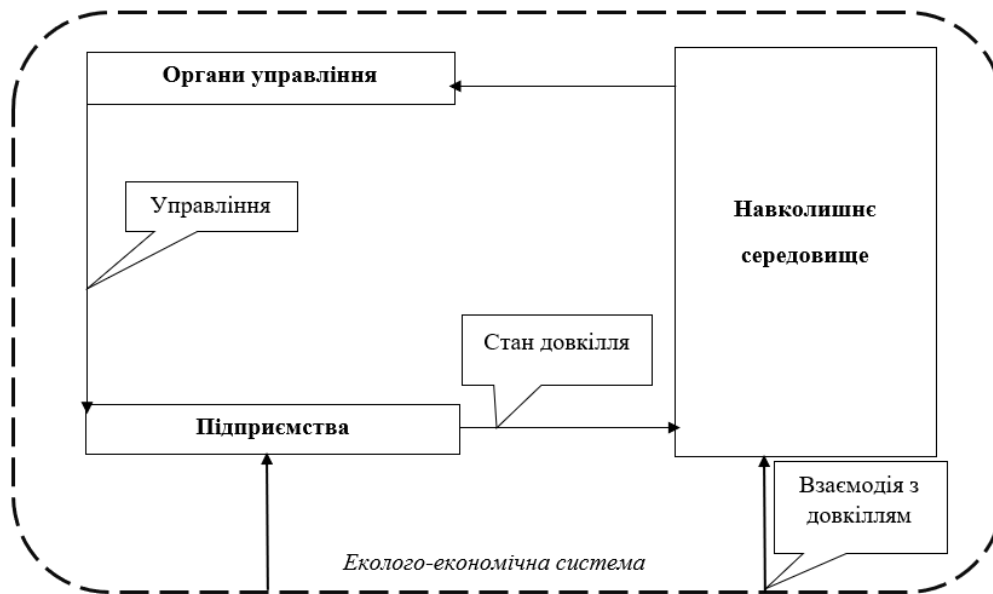 Органи управління
Управління
Навколишнє
середовище
Стан довкілля
Підприємства
Взаємодія з
довкіллям
Еколого-економічна система